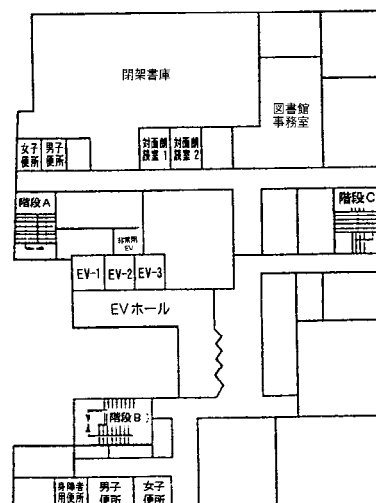 閉架書庫
図書館
事務室
女子
便所
男子
便所
対面朗
読室1
対面朗
読室2
階段A
階段C
非常用
EV
EV-1
EV-2
EV-3
EVホール
階段B
身障者
用便所
男子
便所
女子
便所